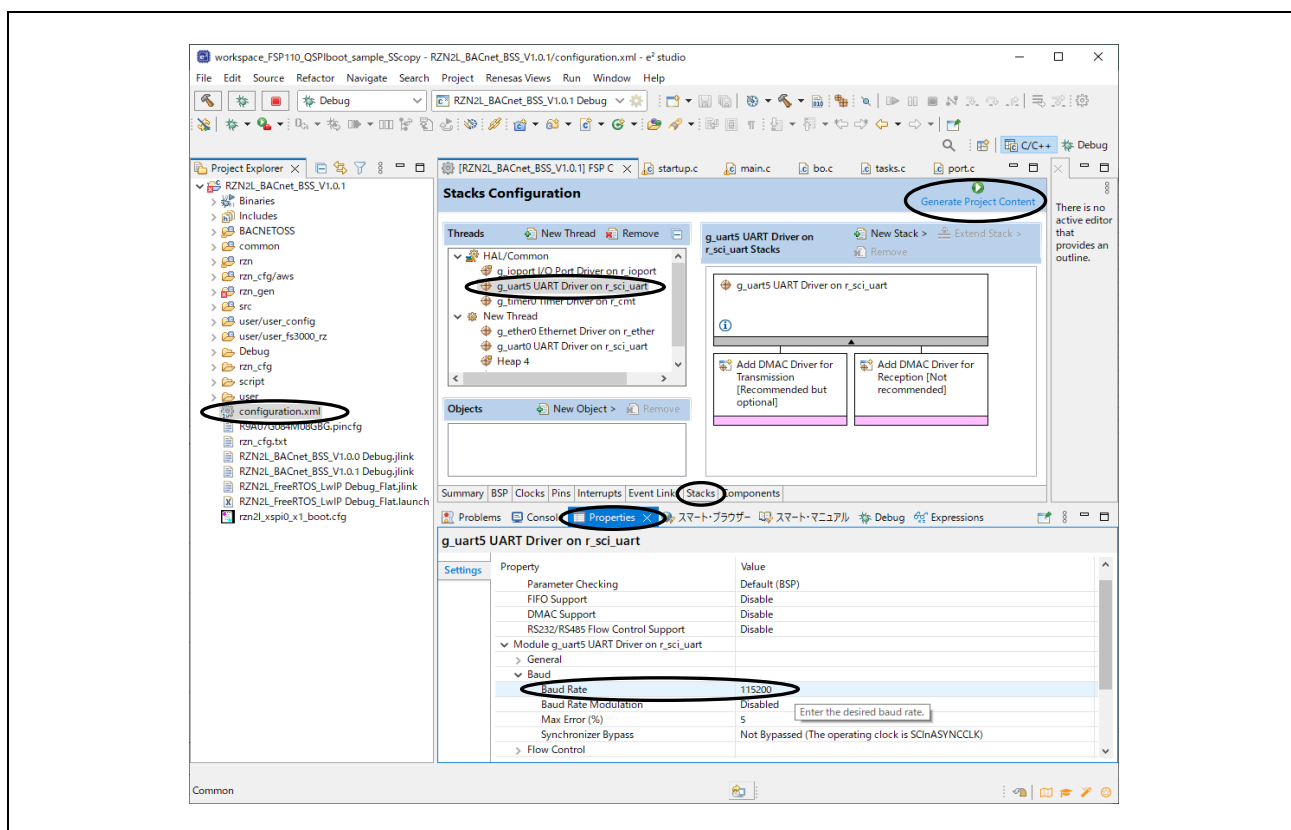 workspace_FSP110_QSPIboot_sample_SScopy - RZN2L_BACnet_BSS_V1.0.1/configuration.xml - e² studio
File Edit Source Refactor Navigate Search Project Renesas Views Run Window Help
Debug
RZN2L_BACnet_BSS_V1.0.1 Debug
C/C++
Debug
Project Explorer
RZN2L_BACnet_BSS_V1.0.1
Binaries
Includes
BACNETOSS
common
rzn
rzn_cfg/aws
rzn_gen
src
user/user_config
user/user_fs3000_rz
Debug
rzn_cfg
script
user
configuration.xml
R9A07G084M08GBG.pincfg
rzn_cfg.txt
RZN2L_BACnet_BSS_V1.0.0 Debug.jlink
RZN2L_BACnet_BSS_V1.0.1 Debug.jlink
RZN2L_FreeRTOS_LwIP Debug_Flat.jlink
RZN2L_FreeRTOS_LwIP Debug_Flat.launch
rzn2l_xspi0_x1_boot.cfg
[RZN2L_BACnet_BSS_V1.0.1] FSP C
startup.c
main.c
bo.c
tasks.c
port.c
Stacks Configuration
Generate Project Content
Threads
New Thread
Remove
HAL/Common
g_ioport I/O Port Driver on r_ioport
g_uart5 UART Driver on r_sci_uart
g_timer0 Timer Driver on r_cmt
New Thread
g_ether0 Ethernet Driver on r_ether
g_uart0 UART Driver on r_sci_uart
Heap 4
Objects
New Object >
Remove
g_uart5 UART Driver on
r_sci_uart Stacks
New Stack >
Extend Stack >
Remove
g_uart5 UART Driver on r_sci_uart
Add DMAC Driver for
Transmission
[Recommended but
optional]
Add DMAC Driver for
Reception [Not
recommended]
Summary BSP Clocks Pins Interrupts Event Links Stacks Components
There is no
active editor
that
provides an
outline.
Problems
Console
Properties
スマート・ブラウザー
スマート・マニュアル
Debug
Expressions
g_uart5 UART Driver on r_sci_uart
Settings
Property Value
Parameter Checking Default (BSP)
FIFO Support Disable
DMAC Support Disable
RS232/RS485 Flow Control Support Disable
Module g_uart5 UART Driver on r_sci_uart
General
Baud
Baud Rate 115200
Baud Rate Modulation Disabled
Enter the desired baud rate.
Max Error (%) 5
Synchronizer Bypass Not Bypassed (The operating clock is SCInASYNCCLK)
Flow Control
Common